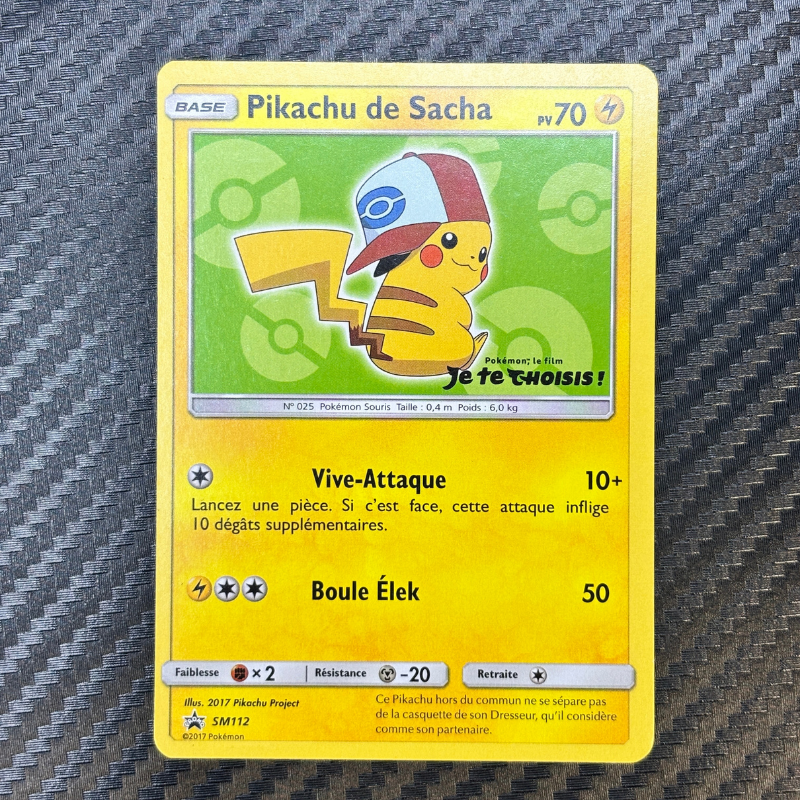 BASE Pikachu de Sacha PV 70
Pokémon, le film
Je te CHOISIS !
N° 025 Pokémon Souris Taille : 0,4 m Poids : 6,0 kg
Vive-Attaque 10+
Lancez une pièce. Si c'est face, cette attaque inflige
10 dégâts supplémentaires.
Boule Élek 50
Faiblesse × 2 Résistance -20 Retraite
Illus. 2017 Pikachu Project
SM112
©2017 Pokémon
Ce Pikachu hors du commun ne se sépare pas
de la casquette de son Dresseur, qu'il considère
comme son partenaire.